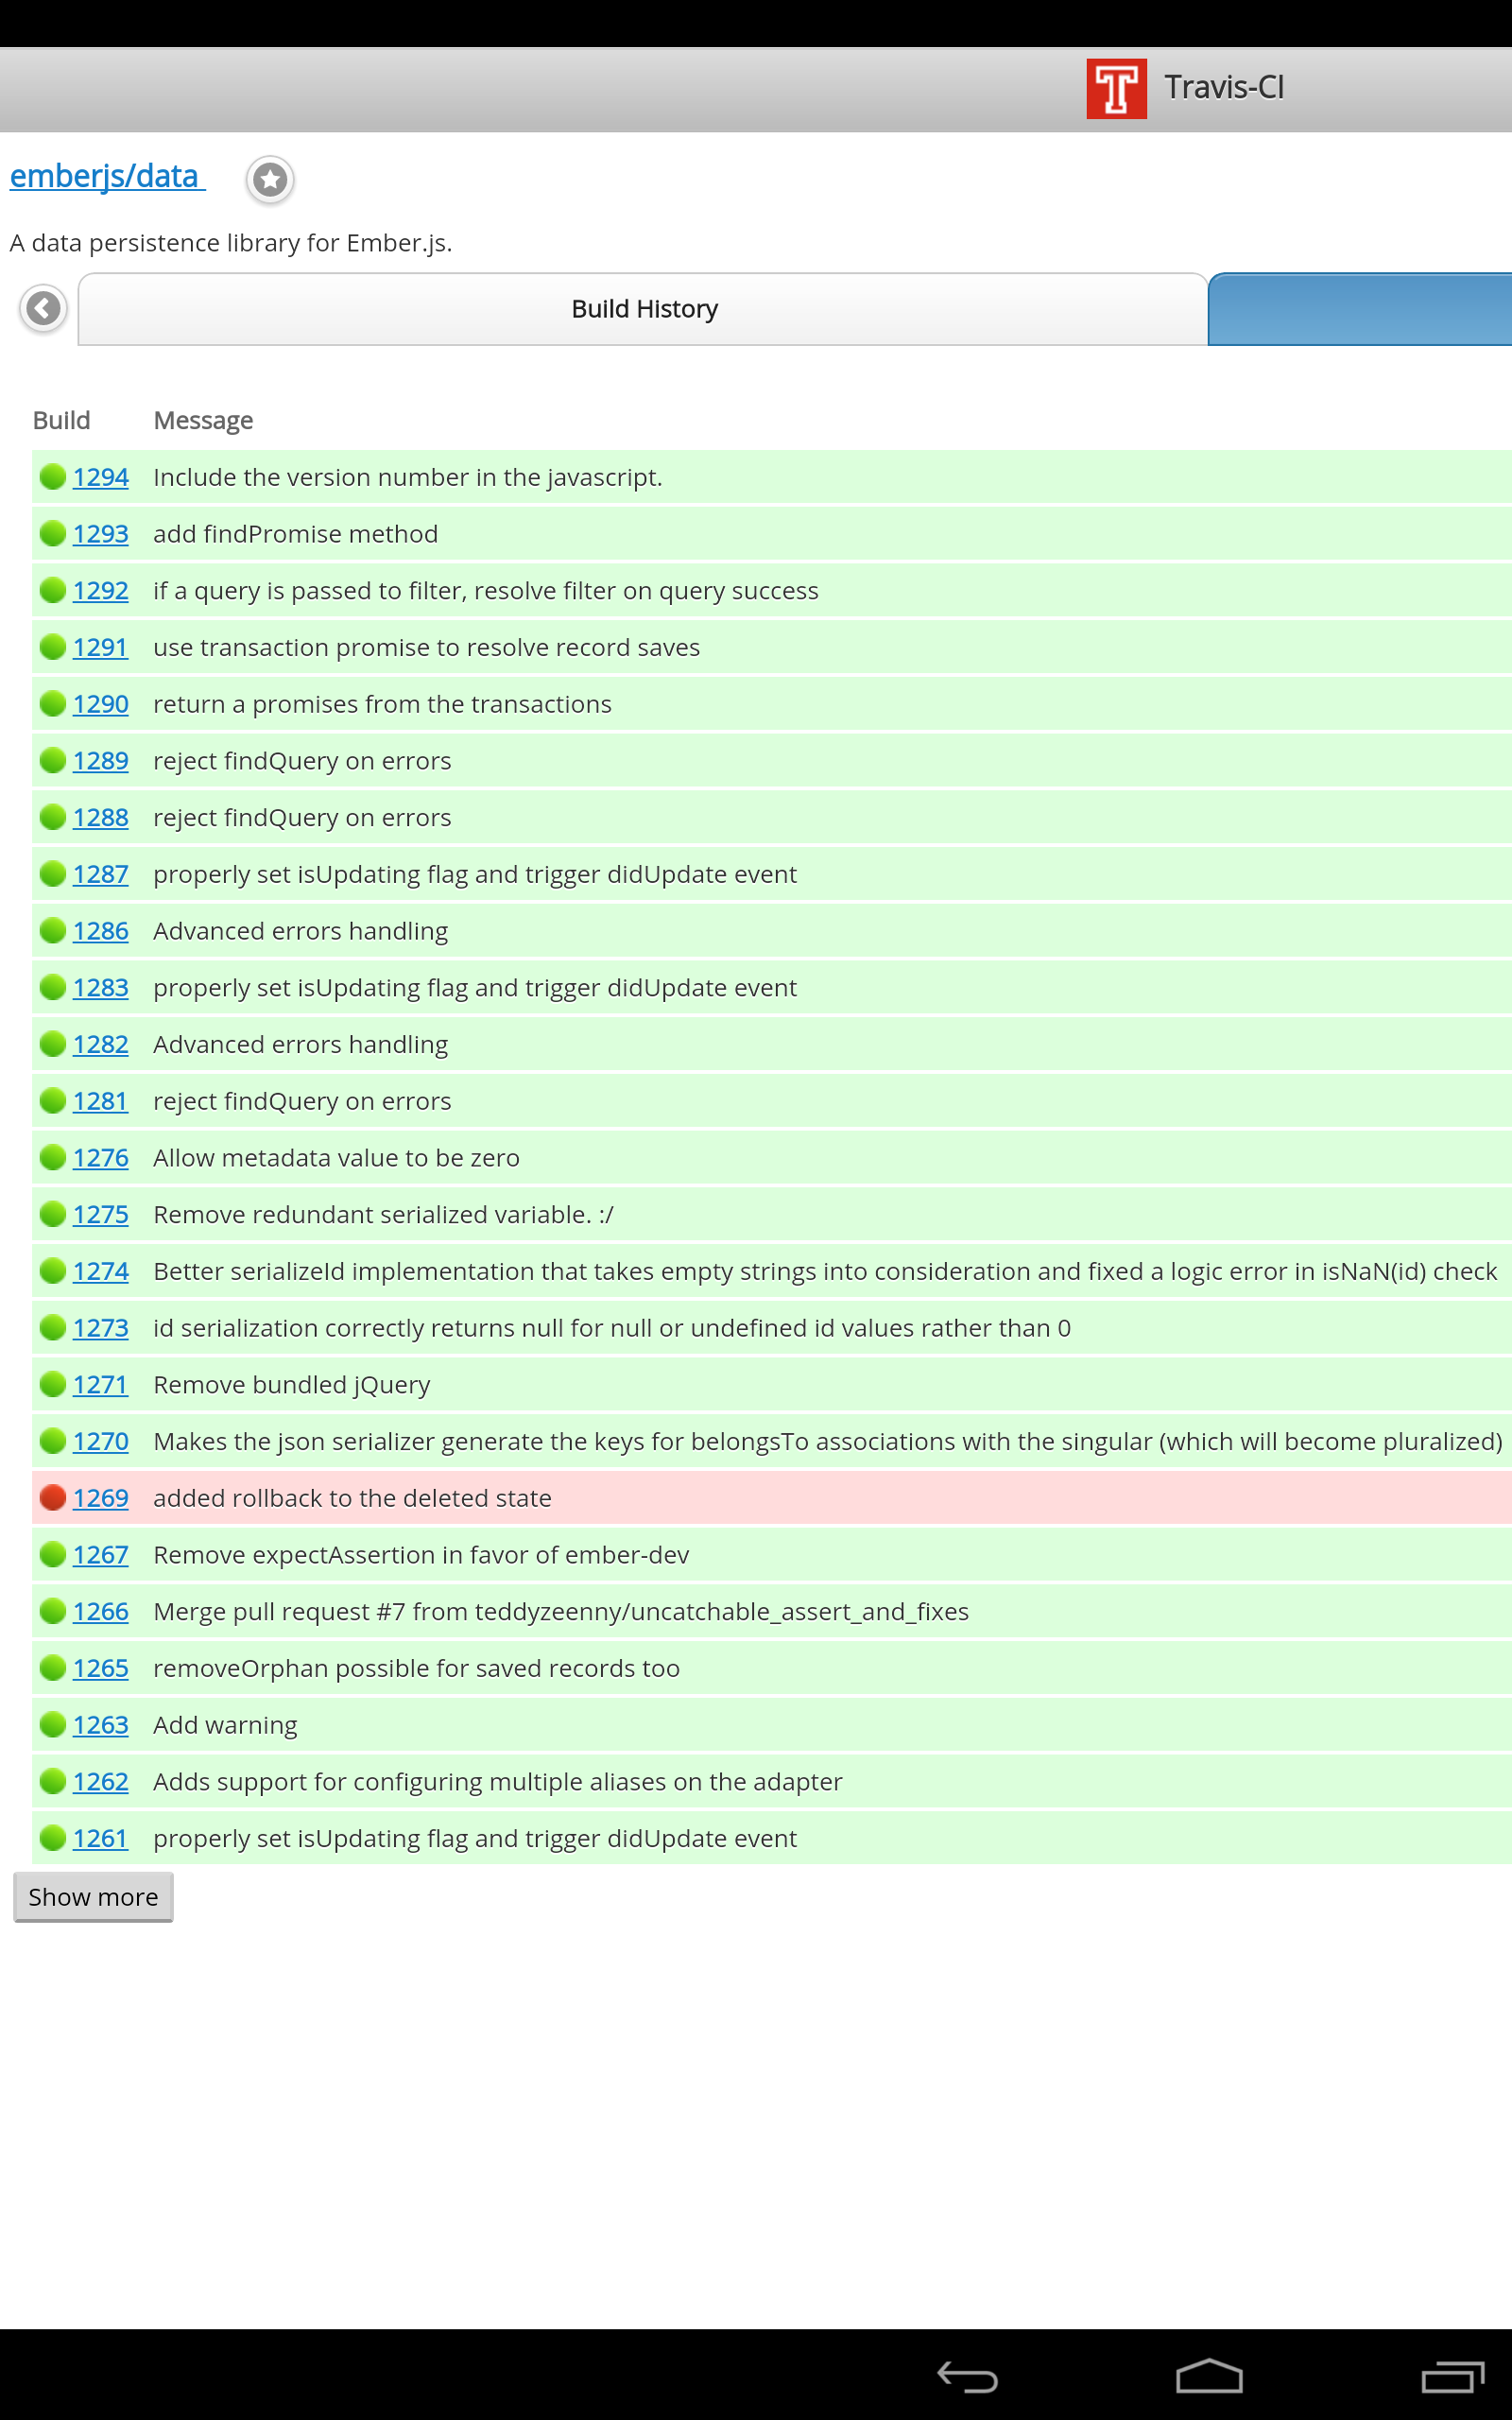 T Travis-CI
emberjs/data
A data persistence library for Ember.js.
Build History
Build Message
1294 Include the version number in the javascript.
1293 add findPromise method
1292 if a query is passed to filter, resolve filter on query success
1291 use transaction promise to resolve record saves
1290 return a promises from the transactions
1289 reject findQuery on errors
1288 reject findQuery on errors
1287 properly set isUpdating flag and trigger didUpdate event
1286 Advanced errors handling
1283 properly set isUpdating flag and trigger didUpdate event
1282 Advanced errors handling
1281 reject findQuery on errors
1276 Allow metadata value to be zero
1275 Remove redundant serialized variable. :/
1274 Better serializeId implementation that takes empty strings into consideration and fixed a logic error in isNaN(id) check
1273 id serialization correctly returns null for null or undefined id values rather than 0
1271 Remove bundled jQuery
1270 Makes the json serializer generate the keys for belongsTo associations with the singular (which will become pluralized)
1269 added rollback to the deleted state
1267 Remove expectAssertion in favor of ember-dev
1266 Merge pull request #7 from teddyzeenny/uncatchable_assert_and_fixes
1265 removeOrphan possible for saved records too
1263 Add warning
1262 Adds support for configuring multiple aliases on the adapter
1261 properly set isUpdating flag and trigger didUpdate event
Show more